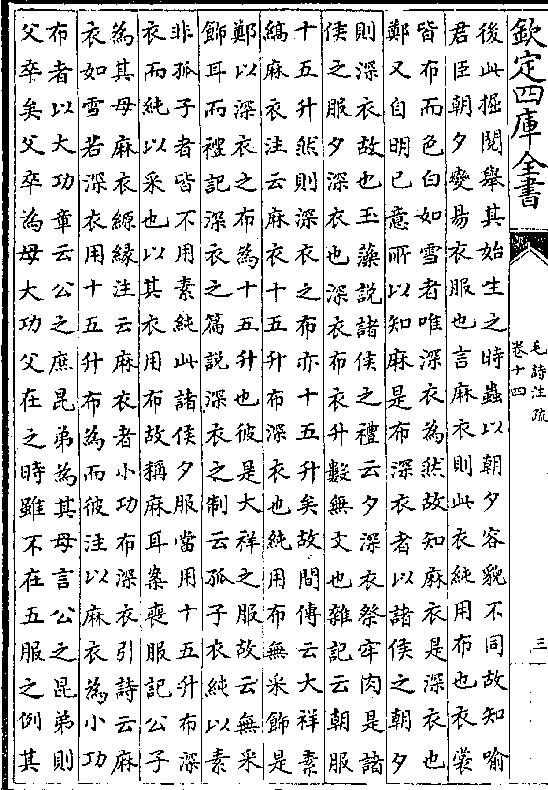 欽定四庫全書
毛詩注疏
卷十四
三
後此掘閱舉其始生之時蟲以朝夕容貌不同故知喻
君臣朝夕變易衣服也言麻衣則此衣純用布也衣裳
皆布而色白如雪者唯深衣為然故知麻衣是深衣也
鄭又自明已意所以知麻是布深衣者以諸侯之朝夕
則深衣故也玉藻說諸侯之禮云夕深衣祭牢肉是諸
侯之服夕深衣也深衣布衣升數無文也雜記云朝服
十五升然則深衣之布亦十五升矣故間傳云大祥素
縞麻衣注云麻衣十五升布深衣也純用布無采飾是
鄭以深衣之布為十五升也彼是大祥之服故云無采
飾耳而禮記深衣之篇說深衣之制云孤子衣純以素
非孤子者皆不用素純此諸侯夕服當用十五升布深
衣而純以采也以其衣用布故稱麻耳案喪服記公子
為其母麻衣縓緣注云麻衣者小功布深衣引詩云麻
衣如雪若深衣用十五升布為而彼注以麻衣為小功
布者以大功章云公之庶昆弟為其母言公之昆弟則
父卒矣父卒為母大功父在之時雖不在五服之例其